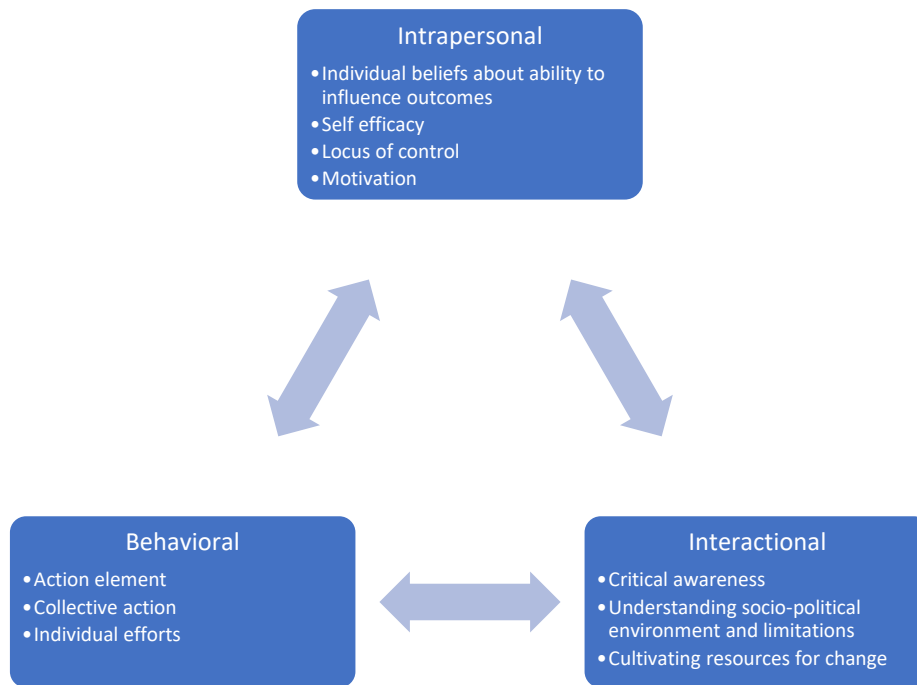 Intrapersonal
•Individual beliefs about ability to
influence outcomes
•Self efficacy
•Locus of control
•Motivation
Behavioral
•Action element
•Collective action
•Individual efforts
Interactional
•Critical awareness
•Understanding socio-political
environment and limitations
•Cultivating resources for change